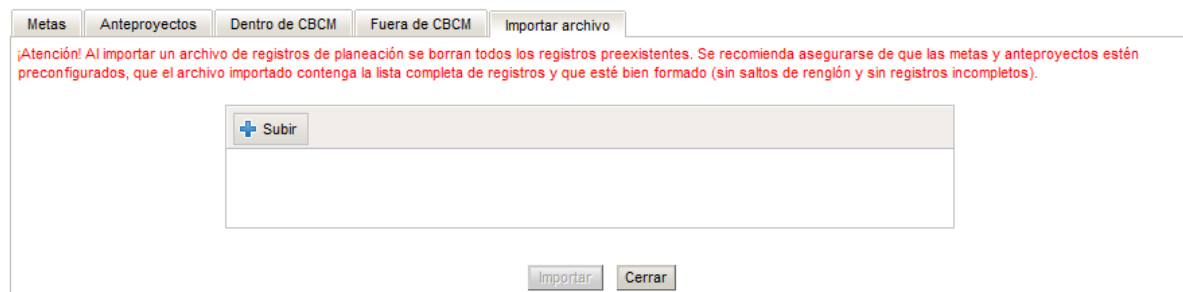 Metas Anteproyectos Dentro de CBCM Fuera de CBCM Importar archivo
¡Atención! Al importar un archivo de registros de planeación se borran todos los registros preexistentes. Se recomienda asegurarse de que las metas y anteproyectos estén
preconfigurados, que el archivo importado contenga la lista completa de registros y que esté bien formado (sin saltos de renglón y sin registros incompletos).
Subir
Importar Cerrar